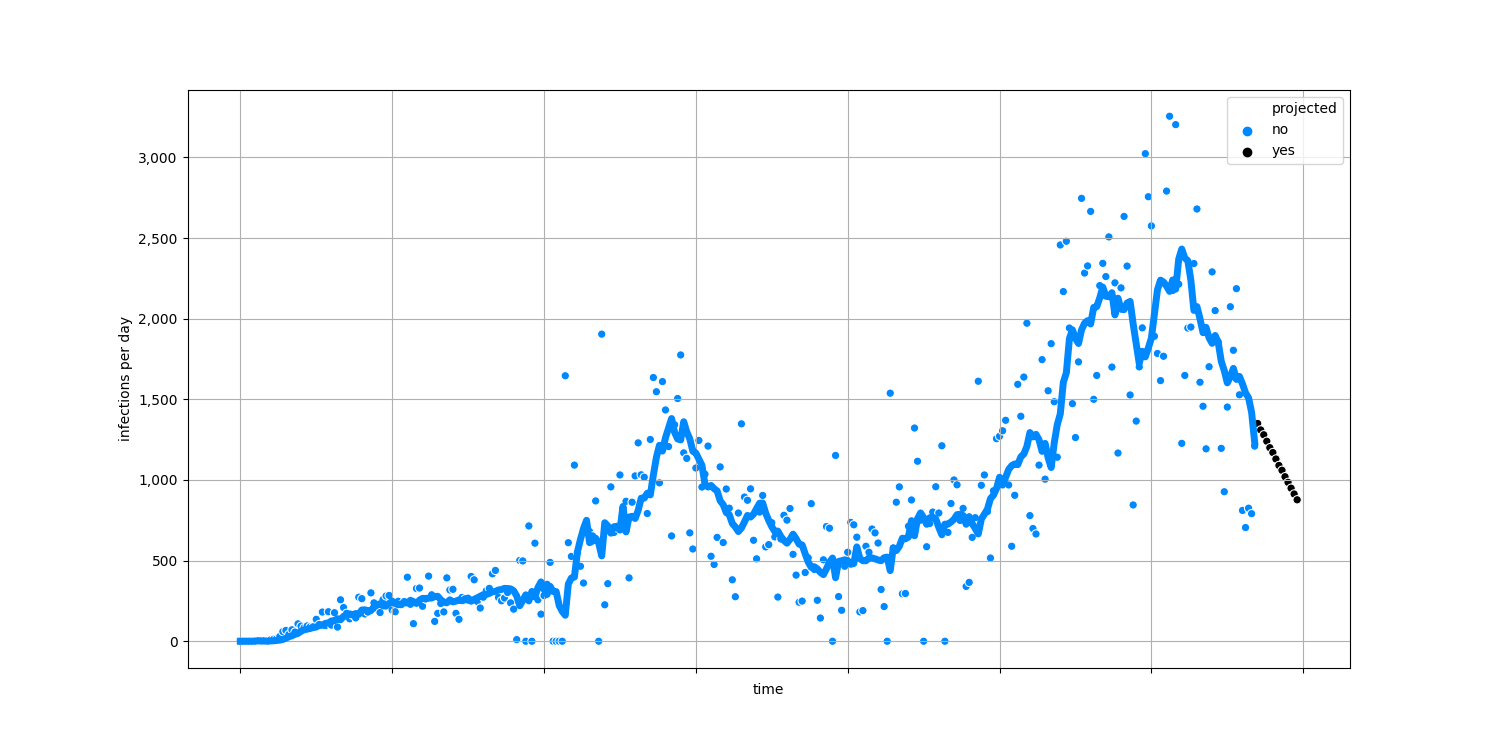 projected
no
yes
3,000
2,500
2,000
1,500
1,000
500
0
infections per day
time